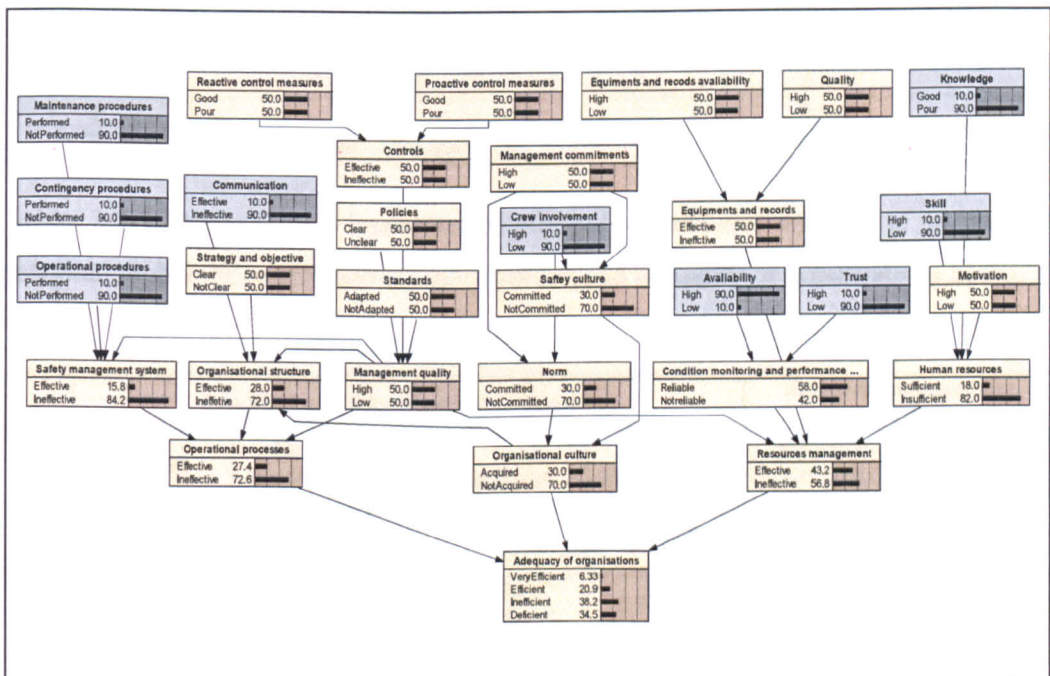 Reactive control measures
Good 50.0
Pour 50.0
Proactive control measures
Good 50.0
Pour 50.0
Equiments and recods availability
High 50.0
Low 50.0
Quality
High 50.0
Low 50.0
Knowledge
Good 10.0
Pour 90.0
Maintenance procedures
Performed 10.0
NotPerformed 90.0
Controls
Effective 50.0
Ineffective 50.0
Management commitments
High 50.0
Low 50.0
Contingency procedures
Performed 10.0
NotPerformed 90.0
Communication
Effective 10.0
Ineffective 90.0
Policies
Clear 50.0
Unclear 50.0
Crew involvement
High 10.0
Low 90.0
Equipments and records
Effective 50.0
Ineffctive 50.0
Skill
High 10.0
Low 90.0
Operational procedures
Performed 10.0
NotPerformed 90.0
Strategy and objective
Clear 50.0
NotClear 50.0
Standards
Adapted 50.0
NotAdapted 50.0
Saftey culture
Committed 30.0
NotCommitted 70.0
Availability
High 90.0
Low 10.0
Trust
High 10.0
Low 90.0
Motivation
High 50.0
Low 50.0
Safety management system
Effective 15.8
Ineffective 84.2
Organisational structure
Effective 28.0
Ineffetive 72.0
Management quality
High 50.0
Low 50.0
Norm
Committed 30.0
NotCommitted 70.0
Condition monitoring and performance ...
Reliable 58.0
Notreliable 42.0
Human resources
Sufficient 18.0
Insufficient 82.0
Operational processes
Effective 27.4
Ineffective 72.6
Organisational culture
Acquired 30.0
NotAcquired 70.0
Resources management
Effective 43.2
Ineffective 56.8
Adequacy of organisations
VeryEfficient 6.33
Efficient 20.9
Inefficient 38.2
Deficient 34.5